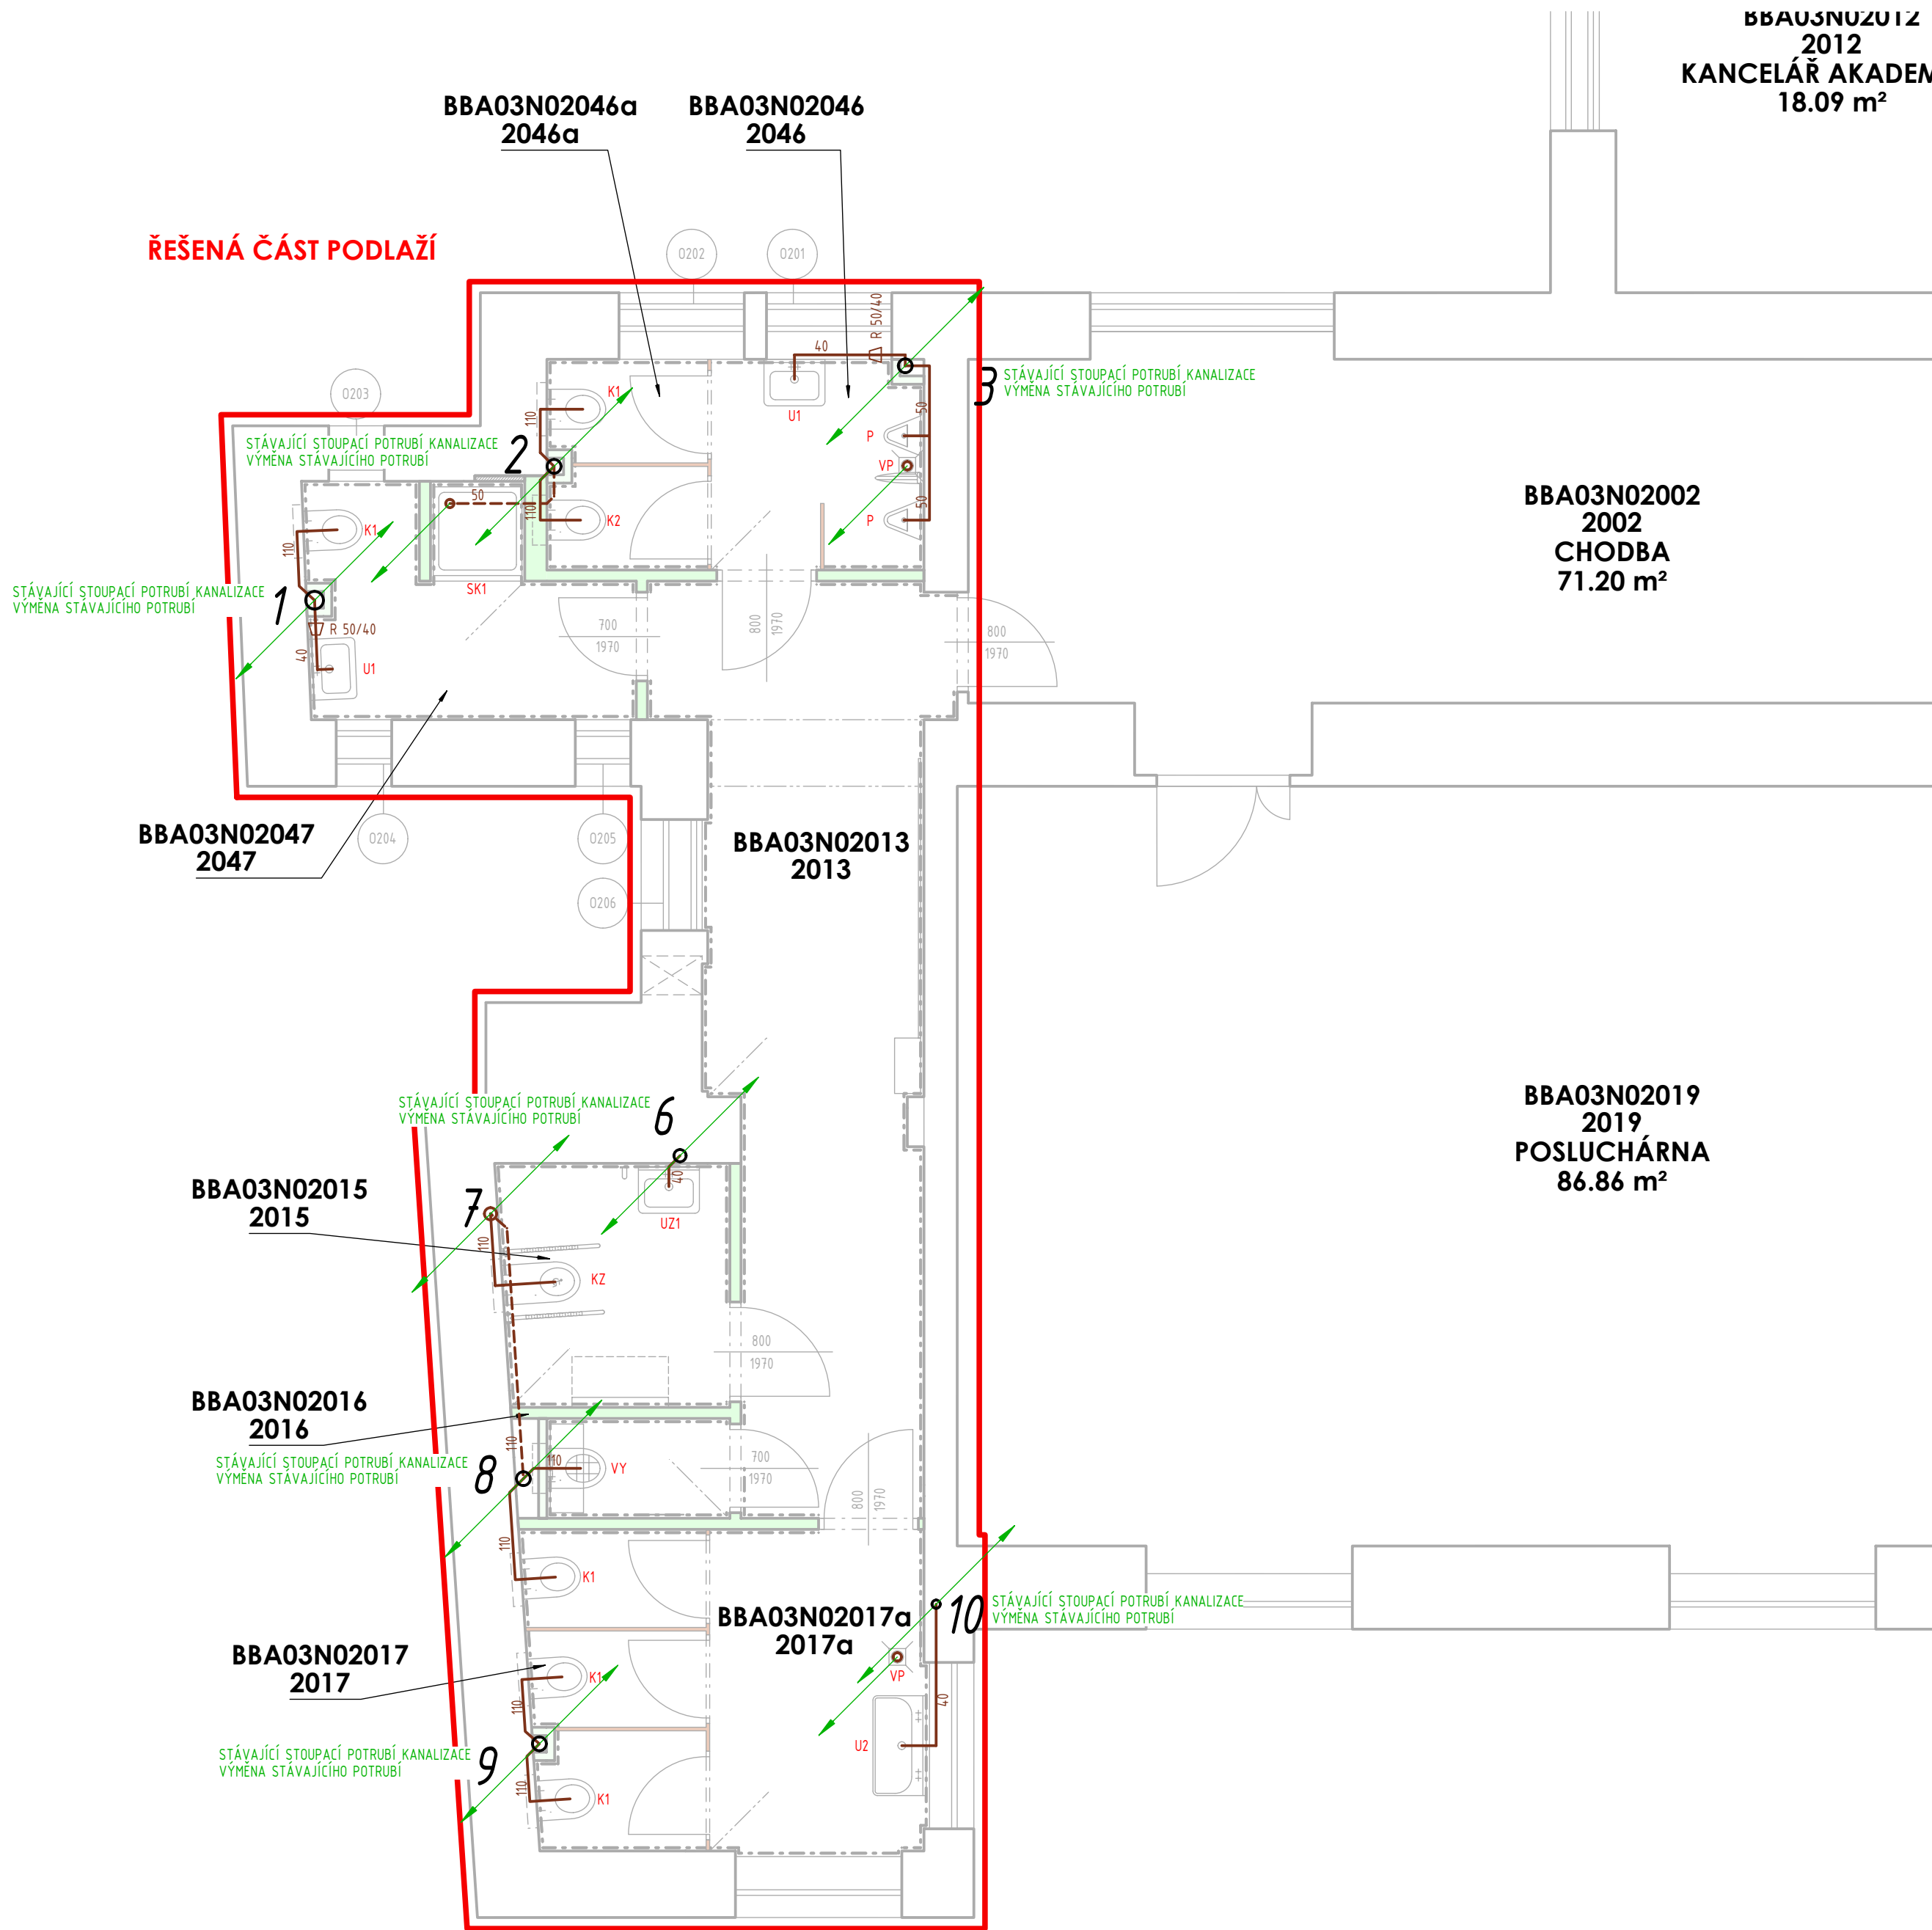 BBA03N02012
2012
KANCELÁŘ AKADEM
18.09 m²
BBA03N02046a
2046a
BBA03N02046
2046
ŘEŠENÁ ČÁST PODLAŽÍ
O202
O201
R 50/40
40
O203
K1
110
U1
3
STÁVAJÍCÍ STOUPACÍ POTRUBÍ KANALIZACE
VÝMĚNA STÁVAJÍCÍHO POTRUBÍ
50
P
VP
STÁVAJÍCÍ STOUPACÍ POTRUBÍ KANALIZACE
VÝMĚNA STÁVAJÍCÍHO POTRUBÍ
2
50
110
K2
50
P
BBA03N02002
2002
CHODBA
71.20 m²
K1
110
SK1
STÁVAJÍCÍ STOUPACÍ POTRUBÍ KANALIZACE
VÝMĚNA STÁVAJÍCÍHO POTRUBÍ
1
R 50/40
40
U1
700
1970
800
1970
800
1970
BBA03N02047
2047
O204
O205
O206
BBA03N02013
2013
STÁVAJÍCÍ STOUPACÍ POTRUBÍ KANALIZACE
VÝMĚNA STÁVAJÍCÍHO POTRUBÍ
6
40
UZ1
BBA03N02015
2015
7
110
KZ
BBA03N02019
2019
POSLUCHÁRNA
86.86 m²
800
1970
BBA03N02016
2016
110
110
VY
700
1970
800
1970
STÁVAJÍCÍ STOUPACÍ POTRUBÍ KANALIZACE
VÝMĚNA STÁVAJÍCÍHO POTRUBÍ
8
110
K1
BBA03N02017a
2017a
10
STÁVAJÍCÍ STOUPACÍ POTRUBÍ KANALIZACE
VÝMĚNA STÁVAJÍCÍHO POTRUBÍ
BBA03N02017
2017
K1
110
VP
40
U2
STÁVAJÍCÍ STOUPACÍ POTRUBÍ KANALIZACE
VÝMĚNA STÁVAJÍCÍHO POTRUBÍ
9
110
K1